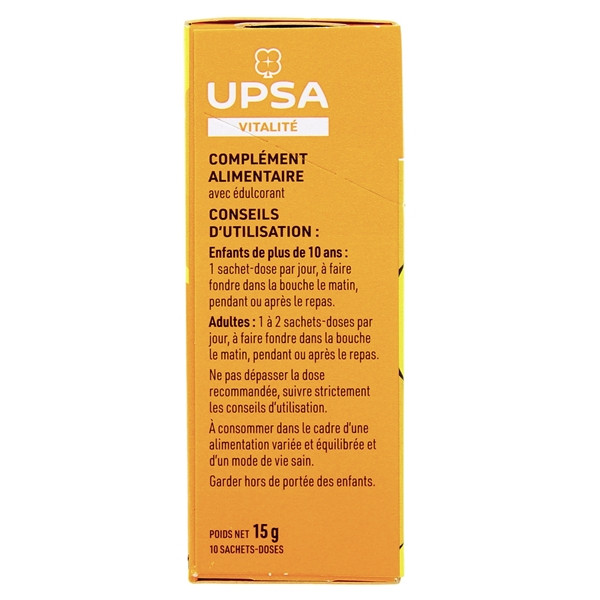 UPSA
VITALITÉ
COMPLÉMENT
ALIMENTAIRE
avec édulcorant
CONSEILS
D'UTILISATION :
Enfants de plus de 10 ans :
1 sachet-dose par jour, à faire
fondre dans la bouche le matin,
pendant ou après le repas.
Adultes : 1 à 2 sachets-doses par
jour, à faire fondre dans la bouche
le matin, pendant ou après le repas.
Ne pas dépasser la dose
recommandée, suivre strictement
les conseils d'utilisation.
À consommer dans le cadre d'une
alimentation variée et équilibrée et
d'un mode de vie sain.
Garder hors de portée des enfants.
POIDS NET 15 g
10 SACHETS-DOSES